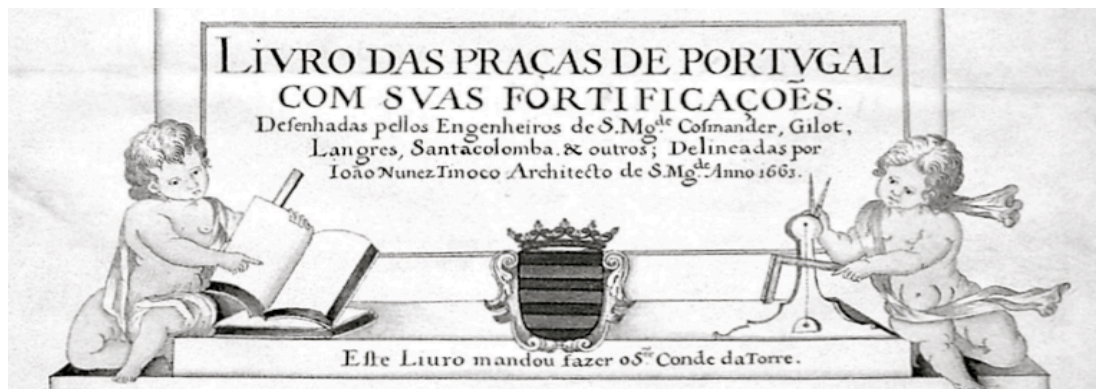 LIVRO DAS PRAÇAS DE PORTVGAL
COM SVAS FORTIFICAÇOẼS.
Deſenhadas pellos Engenheiros de S.Mg.de Coſmander, Gilot,
Langres, Santacolomba. & outros; Delineadas por
Ioaõ Nunez Tinoco Architecto de S.Mg.de Anno 1663.
Eſte Liuro mandou fazer o S.or Conde da Torre.